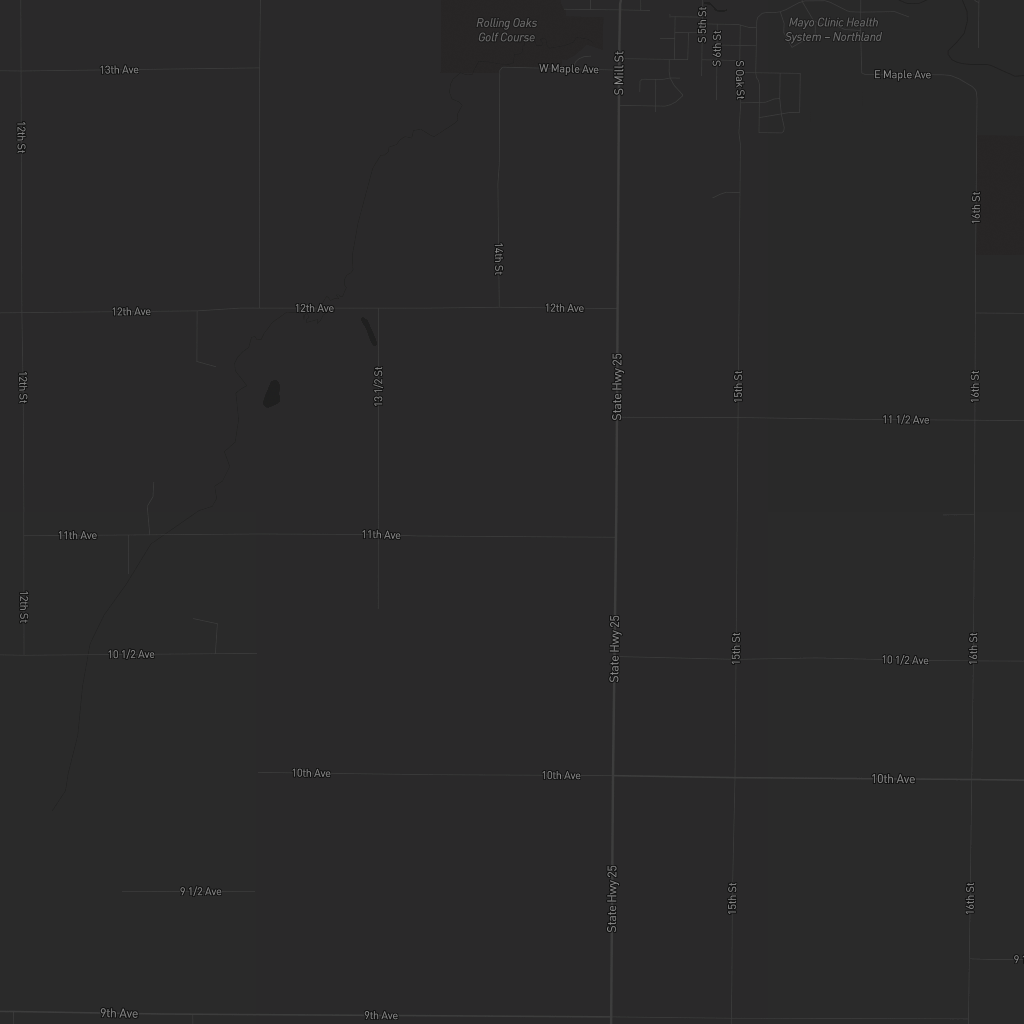 Rolling Oaks
Golf Course
S 5th St
Mayo Clinic Health
System – Northland
S 6th St
13th Ave
W Maple Ave
S Mill St
S Oak St
E Maple Ave
12th St
16th St
14th St
12th Ave
12th Ave
12th Ave
12th St
13 1/2 St
State Hwy 25
15th St
16th St
11 1/2 Ave
11th Ave
11th Ave
12th St
10 1/2 Ave
State Hwy 25
15th St
10 1/2 Ave
16th St
10th Ave
10th Ave
10th Ave
9 1/2 Ave
State Hwy 25
15th St
16th St
9 1
9th Ave
9th Ave